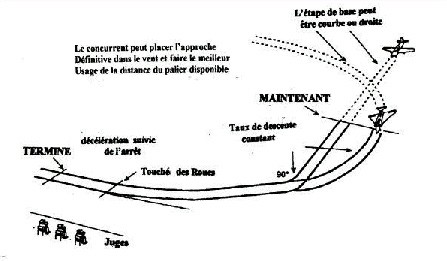 L'étape de base peut
être courbe ou droite
Le concurrent peut placer l'approche
Définitive dans le vent et faire le meilleur
Usage de la distance du palier disponible
MAINTENANT
Taux de descente
constant
décélération suivie
de l'arrêt
TERMINE
Touché des Roues
90°
Juges